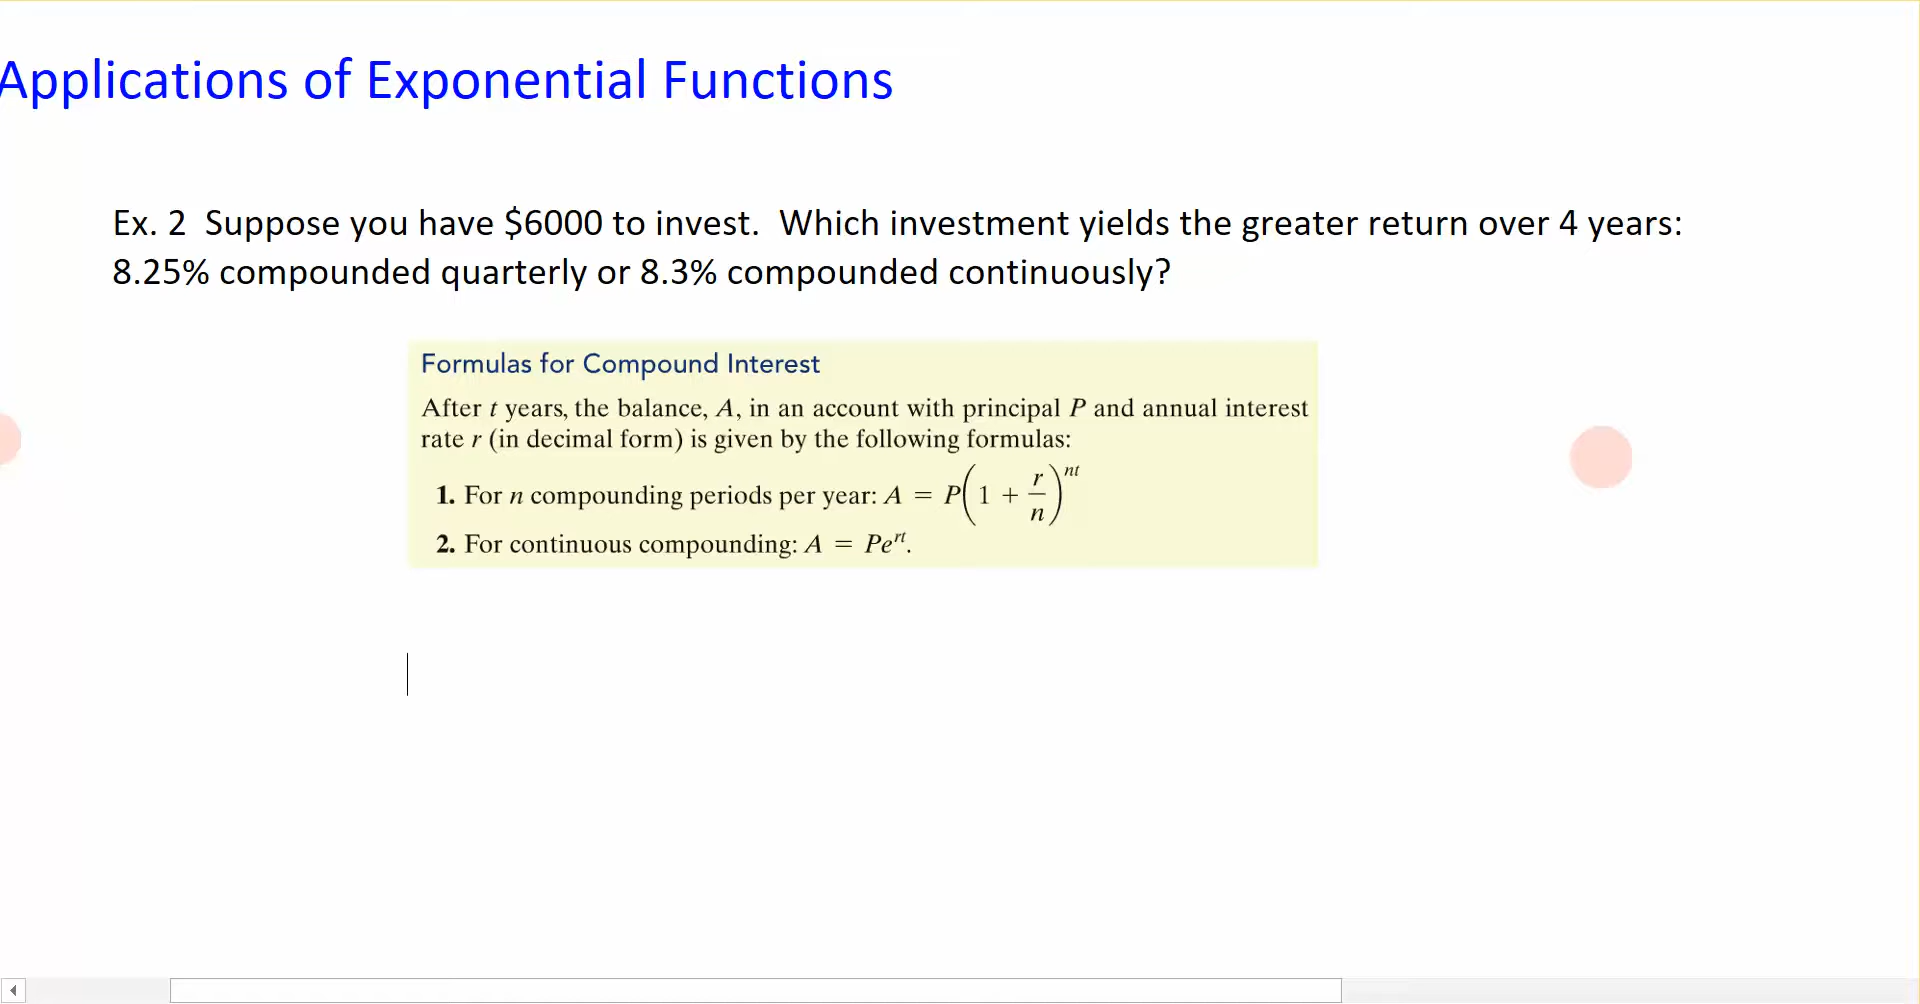 Applications of Exponential Functions
Ex. 2  Suppose you have $6000 to invest.  Which investment yields the greater return over 4 years:
8.25% compounded quarterly or 8.3% compounded continuously?
Formulas for Compound Interest
After t years, the balance, A, in an account with principal P and annual interest
rate r (in decimal form) is given by the following formulas:
1. For n compounding periods per year: A = P(1 + r/n)^nt
2. For continuous compounding: A = Pe^rt.